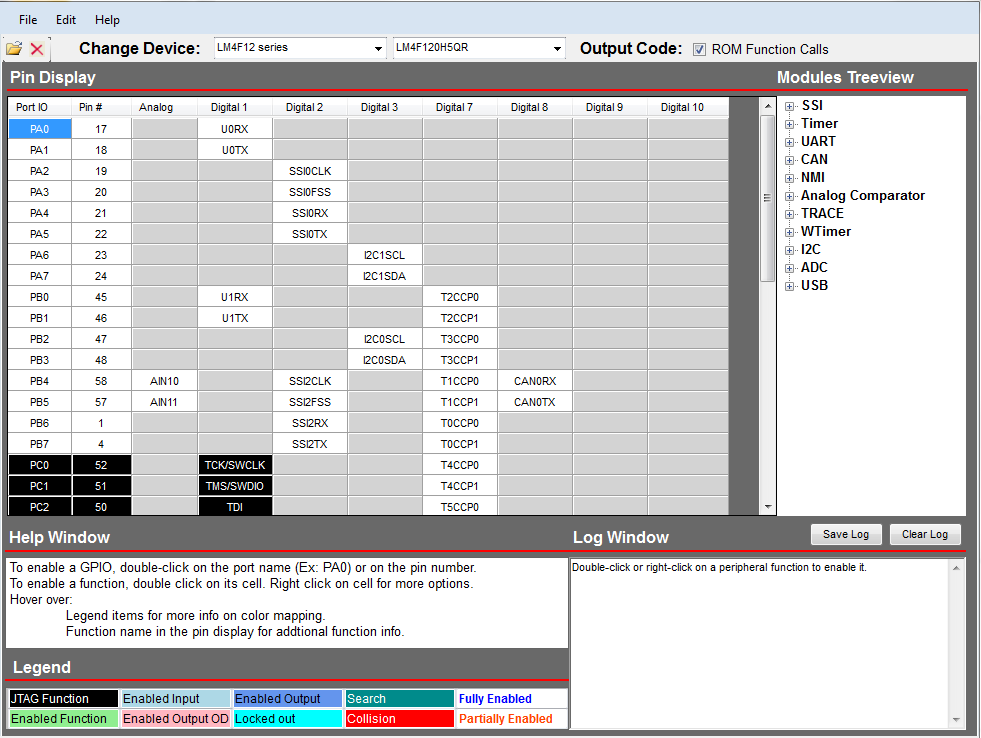 File Edit Help
Change Device: LM4F12 series LM4F120H5QR Output Code: ROM Function Calls
Pin Display Modules Treeview
Port IO Pin # Analog Digital 1 Digital 2 Digital 3 Digital 7 Digital 8 Digital 9 Digital 10
PA0 17 U0RX
PA1 18 U0TX
PA2 19 SSI0CLK
PA3 20 SSI0FSS
PA4 21 SSI0RX
PA5 22 SSI0TX
PA6 23 I2C1SCL
PA7 24 I2C1SDA
PB0 45 U1RX T2CCP0
PB1 46 U1TX T2CCP1
PB2 47 I2C0SCL T3CCP0
PB3 48 I2C0SDA T3CCP1
PB4 58 AIN10 SSI2CLK T1CCP0 CAN0RX
PB5 57 AIN11 SSI2FSS T1CCP1 CAN0TX
PB6 1 SSI2RX T0CCP0
PB7 4 SSI2TX T0CCP1
PC0 52 TCK/SWCLK T4CCP0
PC1 51 TMS/SWDIO T4CCP1
PC2 50 TDI T5CCP0
SSI
Timer
UART
CAN
NMI
Analog Comparator
TRACE
WTimer
I2C
ADC
USB
Help Window
To enable a GPIO, double-click on the port name (Ex: PA0) or on the pin number.
To enable a function, double click on its cell. Right click on cell for more options.
Hover over:
Legend items for more info on color mapping.
Function name in the pin display for addtional function info.
Log Window Save Log Clear Log
Double-click or right-click on a peripheral function to enable it.
Legend
JTAG Function Enabled Input Enabled Output Search Fully Enabled
Enabled Function Enabled Output OD Locked out Collision Partially Enabled